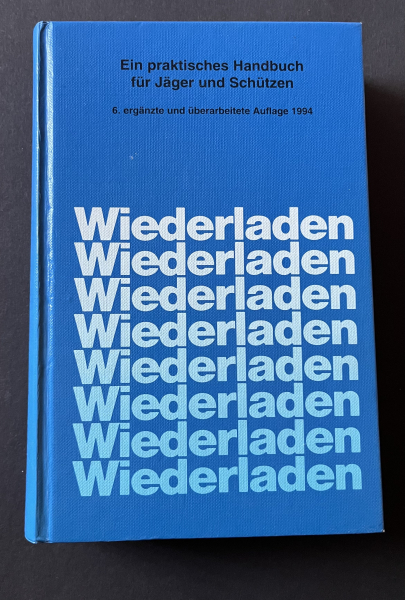 Ein praktisches Handbuch
für Jäger und Schützen
6. ergänzte und überarbeitete Auflage 1994
Wiederladen
Wiederladen
Wiederladen
Wiederladen
Wiederladen
Wiederladen
Wiederladen
Wiederladen